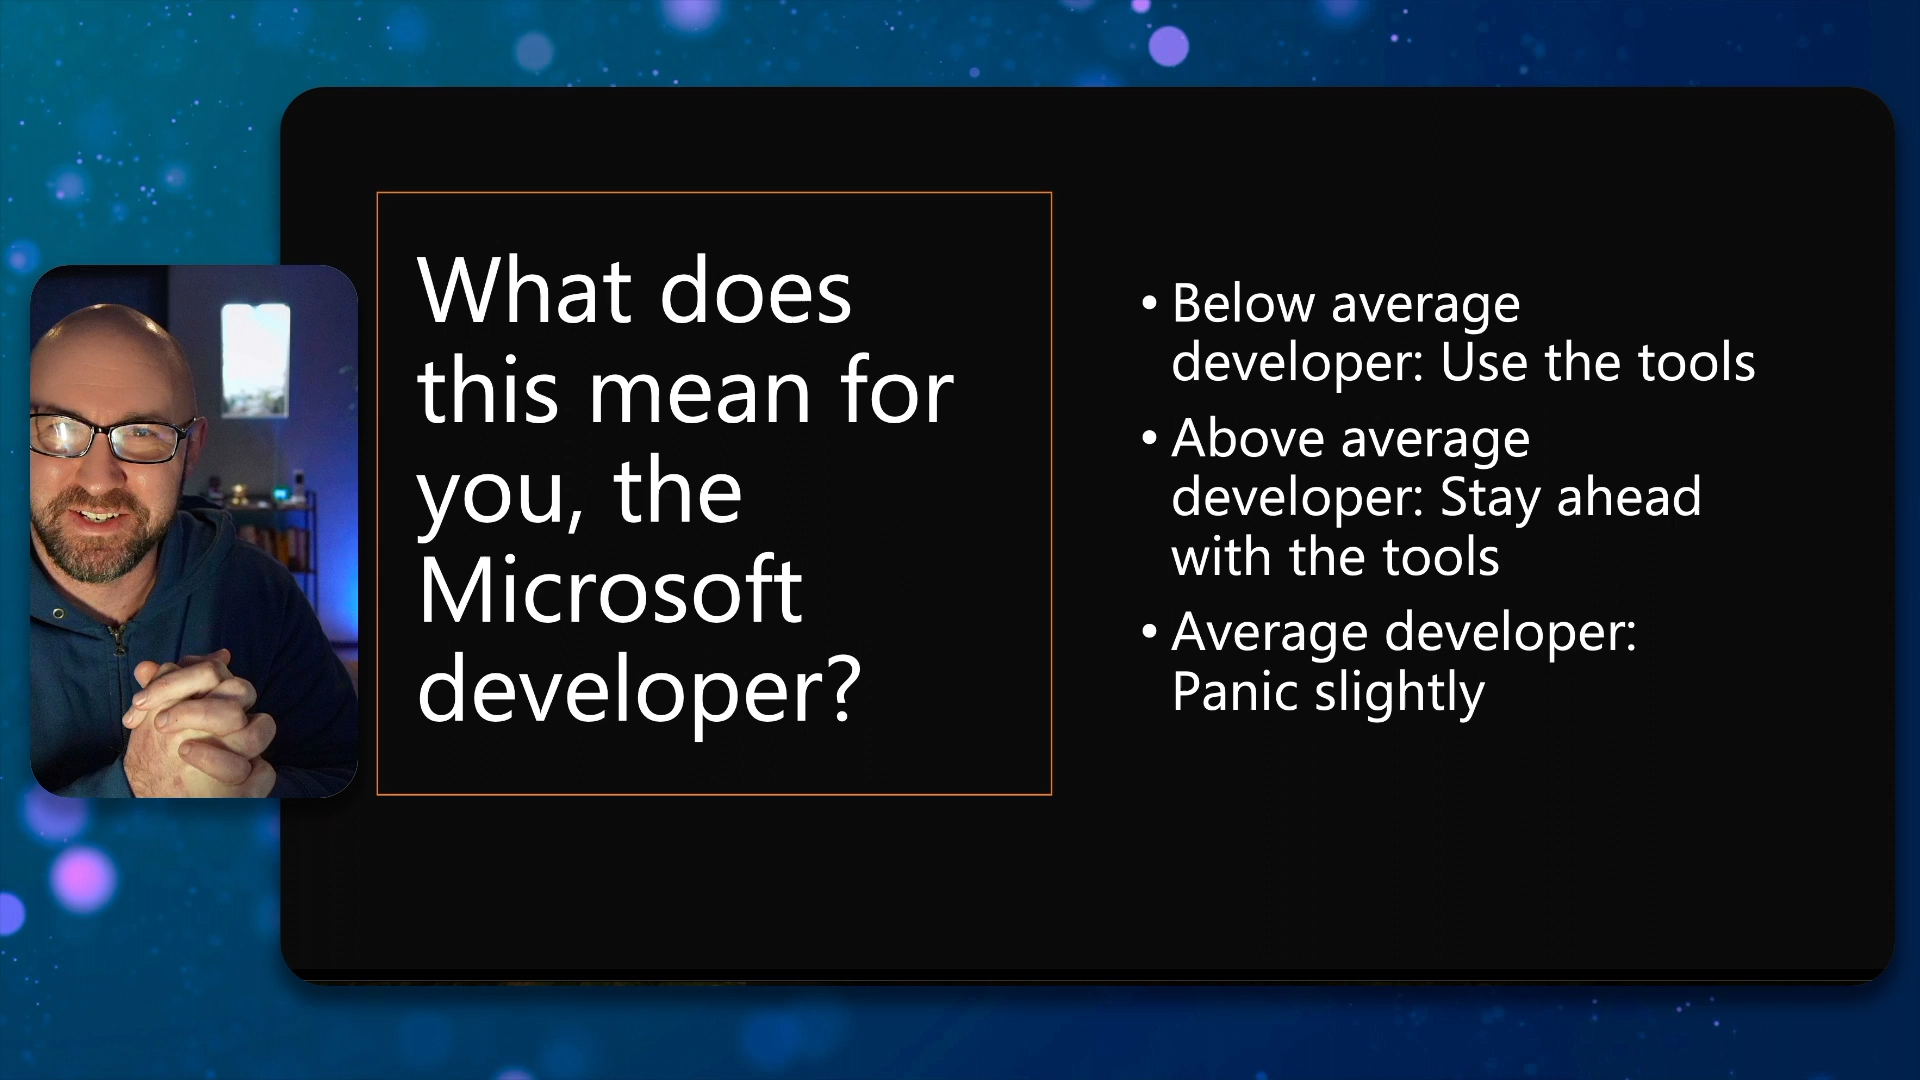 What does
this mean for
you, the
Microsoft
developer?
• Below average
developer: Use the tools
• Above average
developer: Stay ahead
with the tools
• Average developer:
Panic slightly